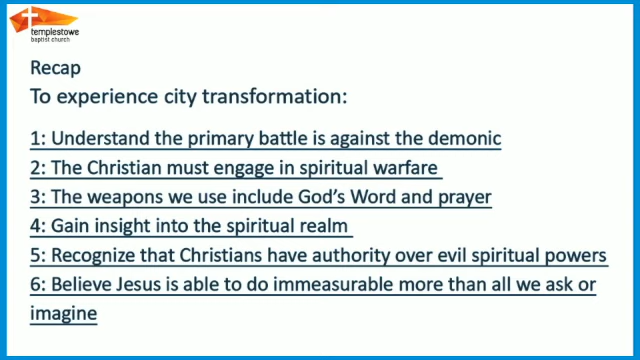 templestowe
baptist church
Recap
To experience city transformation:
1: Understand the primary battle is against the demonic
2: The Christian must engage in spiritual warfare
3: The weapons we use include God's Word and prayer
4: Gain insight into the spiritual realm
5: Recognize that Christians have authority over evil spiritual powers
6: Believe Jesus is able to do immeasurable more than all we ask or
imagine